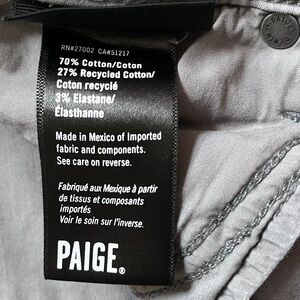 RN#27002 CA#51217
70% Cotton/Coton
27% Recycled Cotton/
Coton recyclé
3% Elastane/
Élasthanne
Made in Mexico of Imported
fabric and components.
See care on reverse.
Fabriqué aux Mexique à partir
de tissus et composants
importés
Voir le soin sur l'inverse.
PAIGE®
PAIGE